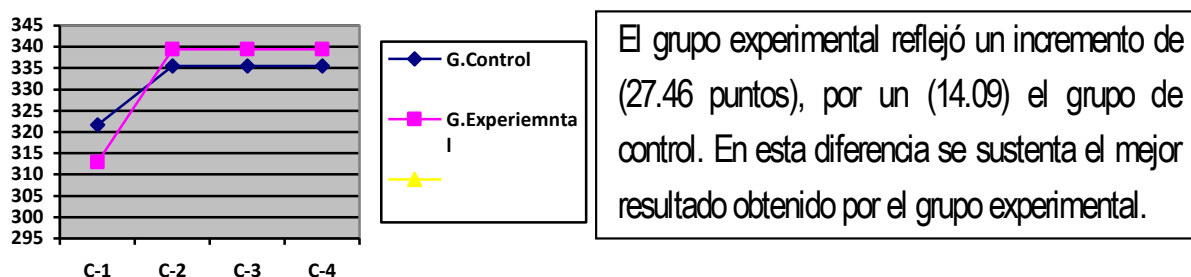 345
340
335
330
325
320
315
310
305
300
295
C-1 C-2 C-3 C-4
G.Control
G.Experiemnta
l
El grupo experimental reflejó un incremento de
(27.46 puntos), por un (14.09) el grupo de
control. En esta diferencia se sustenta el mejor
resultado obtenido por el grupo experimental.